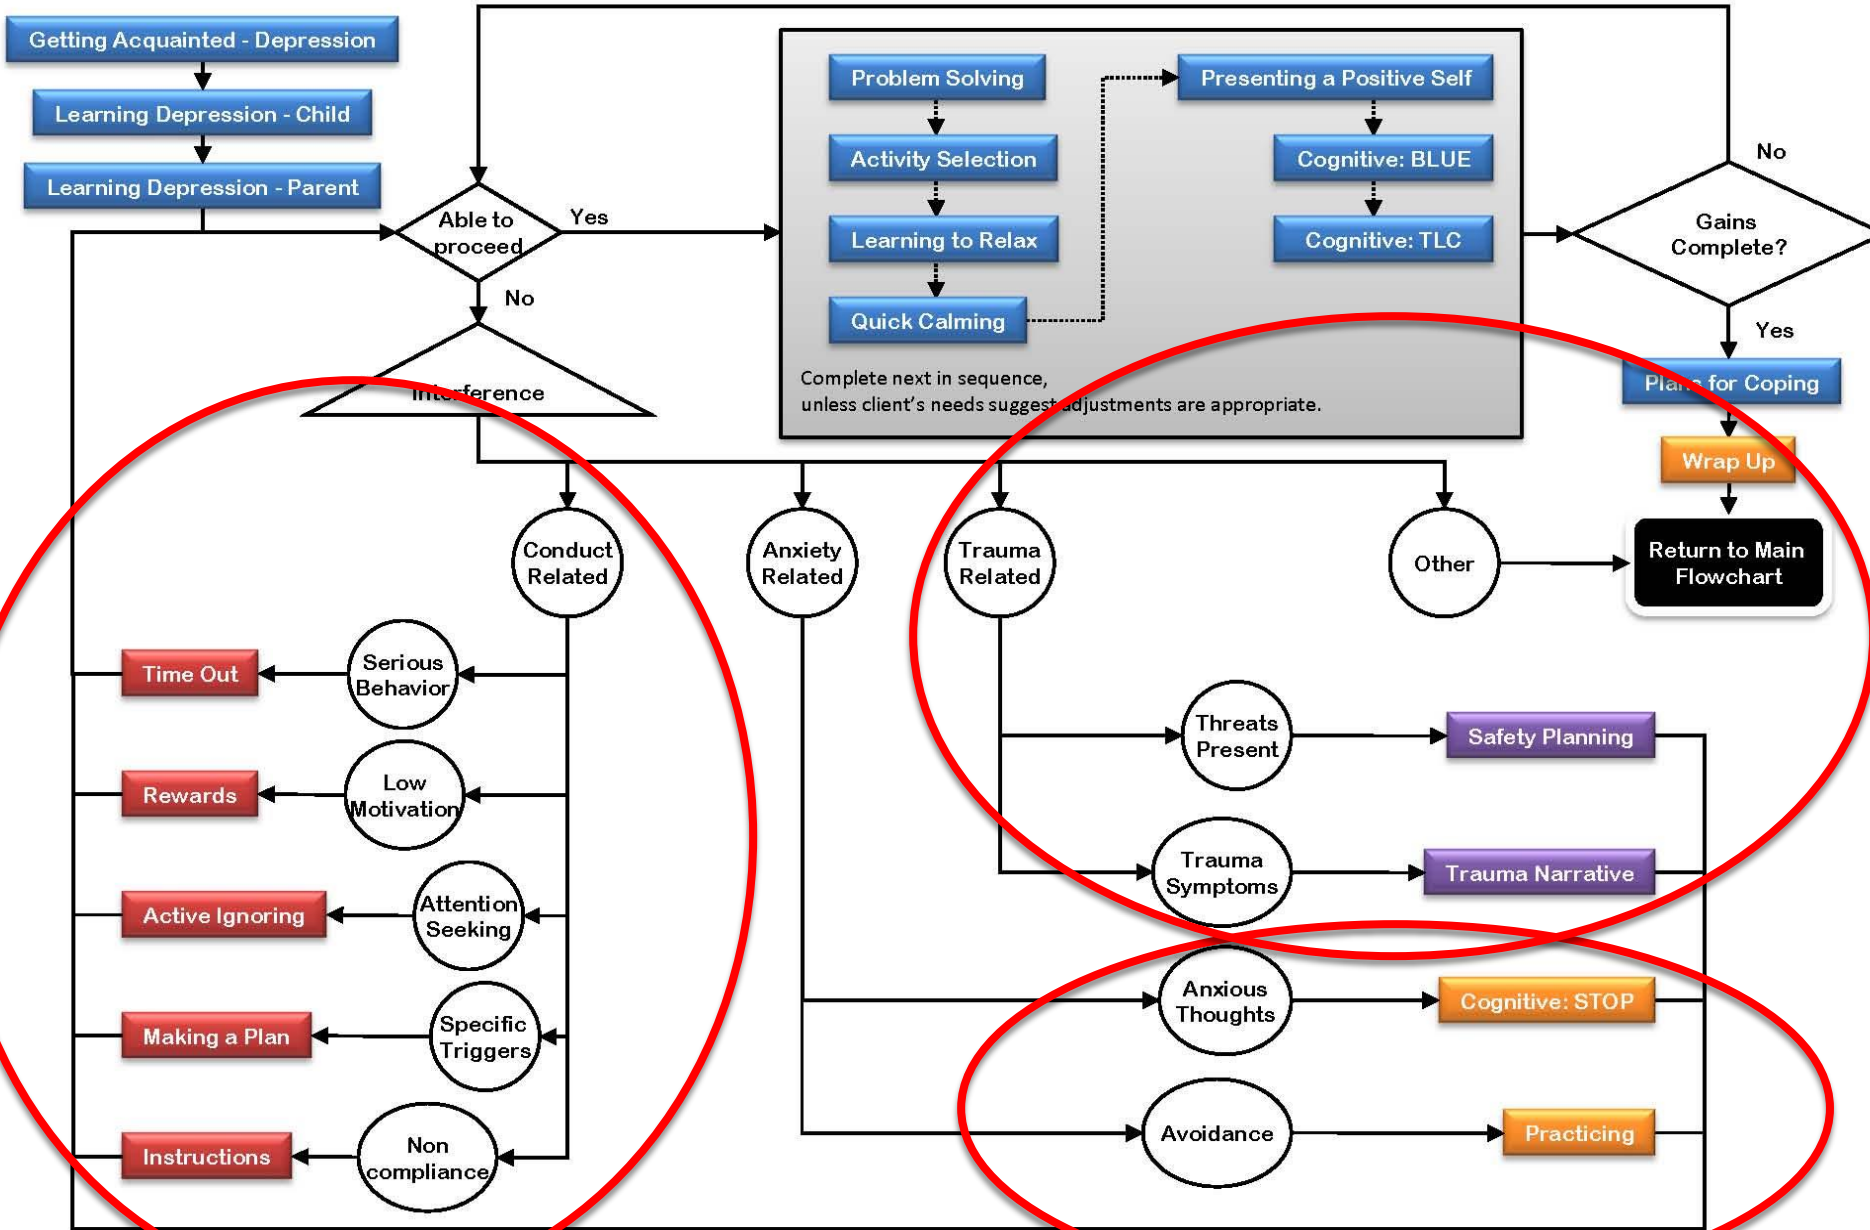 Getting Acquainted - Depression
Learning Depression - Child
Learning Depression - Parent
Able to
proceed
Yes
No
Interference
Problem Solving
Activity Selection
Learning to Relax
Quick Calming
Presenting a Positive Self
Cognitive: BLUE
Cognitive: TLC
Complete next in sequence,
unless client's needs suggest adjustments are appropriate.
No
Gains
Complete?
Yes
Plans for Coping
Wrap Up
Return to Main
Flowchart
Conduct
Related
Anxiety
Related
Trauma
Related
Other
Time Out
Serious
Behavior
Rewards
Low
Motivation
Active Ignoring
Attention
Seeking
Making a Plan
Specific
Triggers
Instructions
Non
compliance
Threats
Present
Safety Planning
Trauma
Symptoms
Trauma Narrative
Anxious
Thoughts
Cognitive: STOP
Avoidance
Practicing